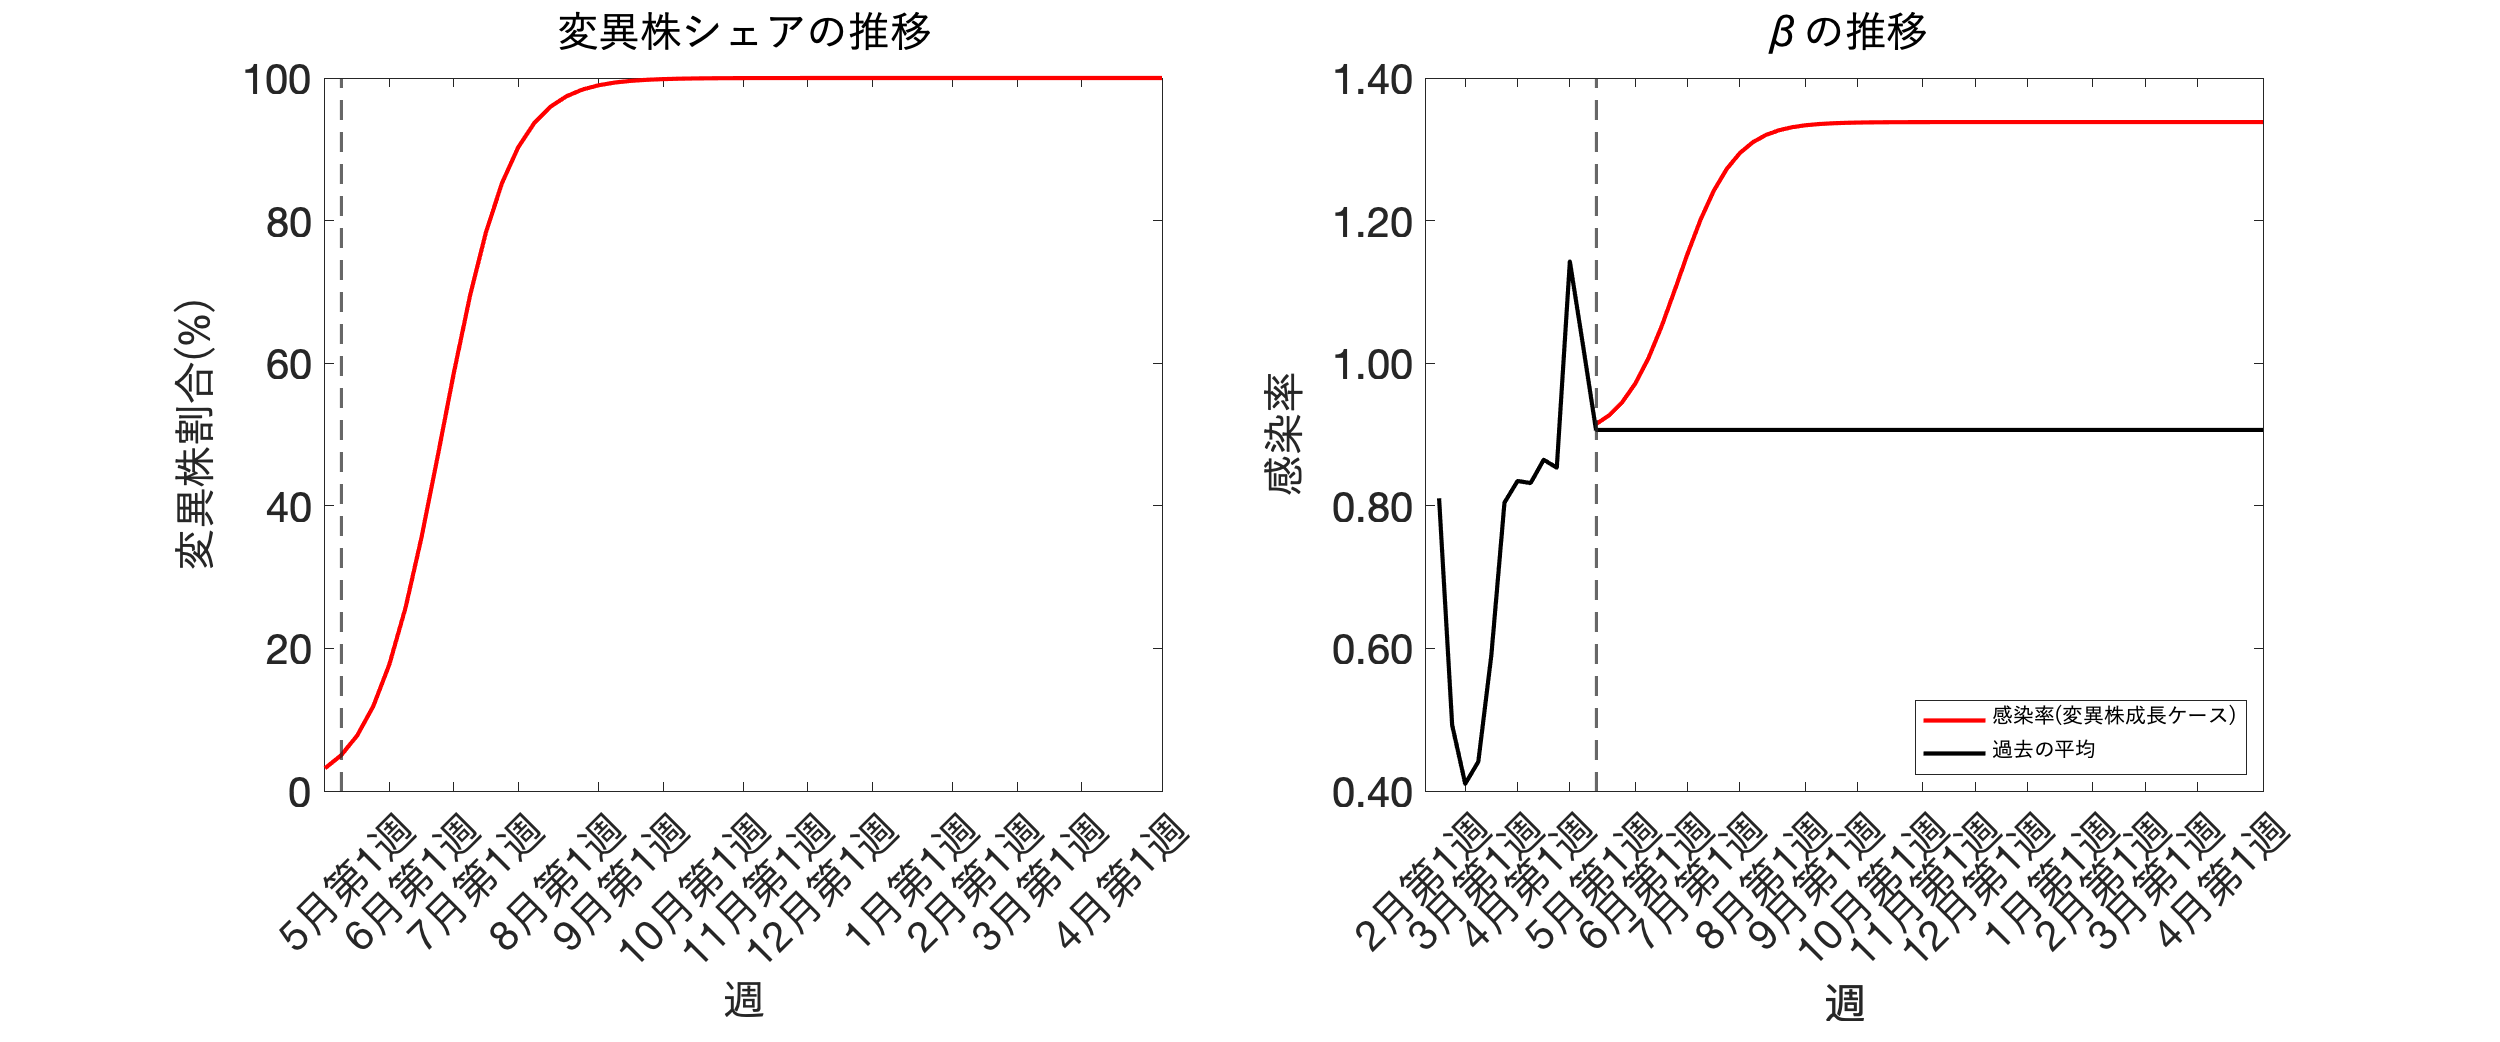 変異株シェアの推移
変異株割合(%)
100
80
60
40
20
0
5月第1週
6月第1週
7月第1週
8月第1週
9月第1週
10月第1週
11月第1週
12月第1週
1月第1週
2月第1週
3月第1週
4月第1週
週
βの推移
感染率
1.40
1.20
1.00
0.80
0.60
0.40
感染率(変異株成長ケース)
過去の平均
2月第1週
3月第1週
4月第1週
5月第1週
6月第1週
7月第1週
8月第1週
9月第1週
10月第1週
11月第1週
12月第1週
1月第1週
2月第1週
3月第1週
4月第1週
週